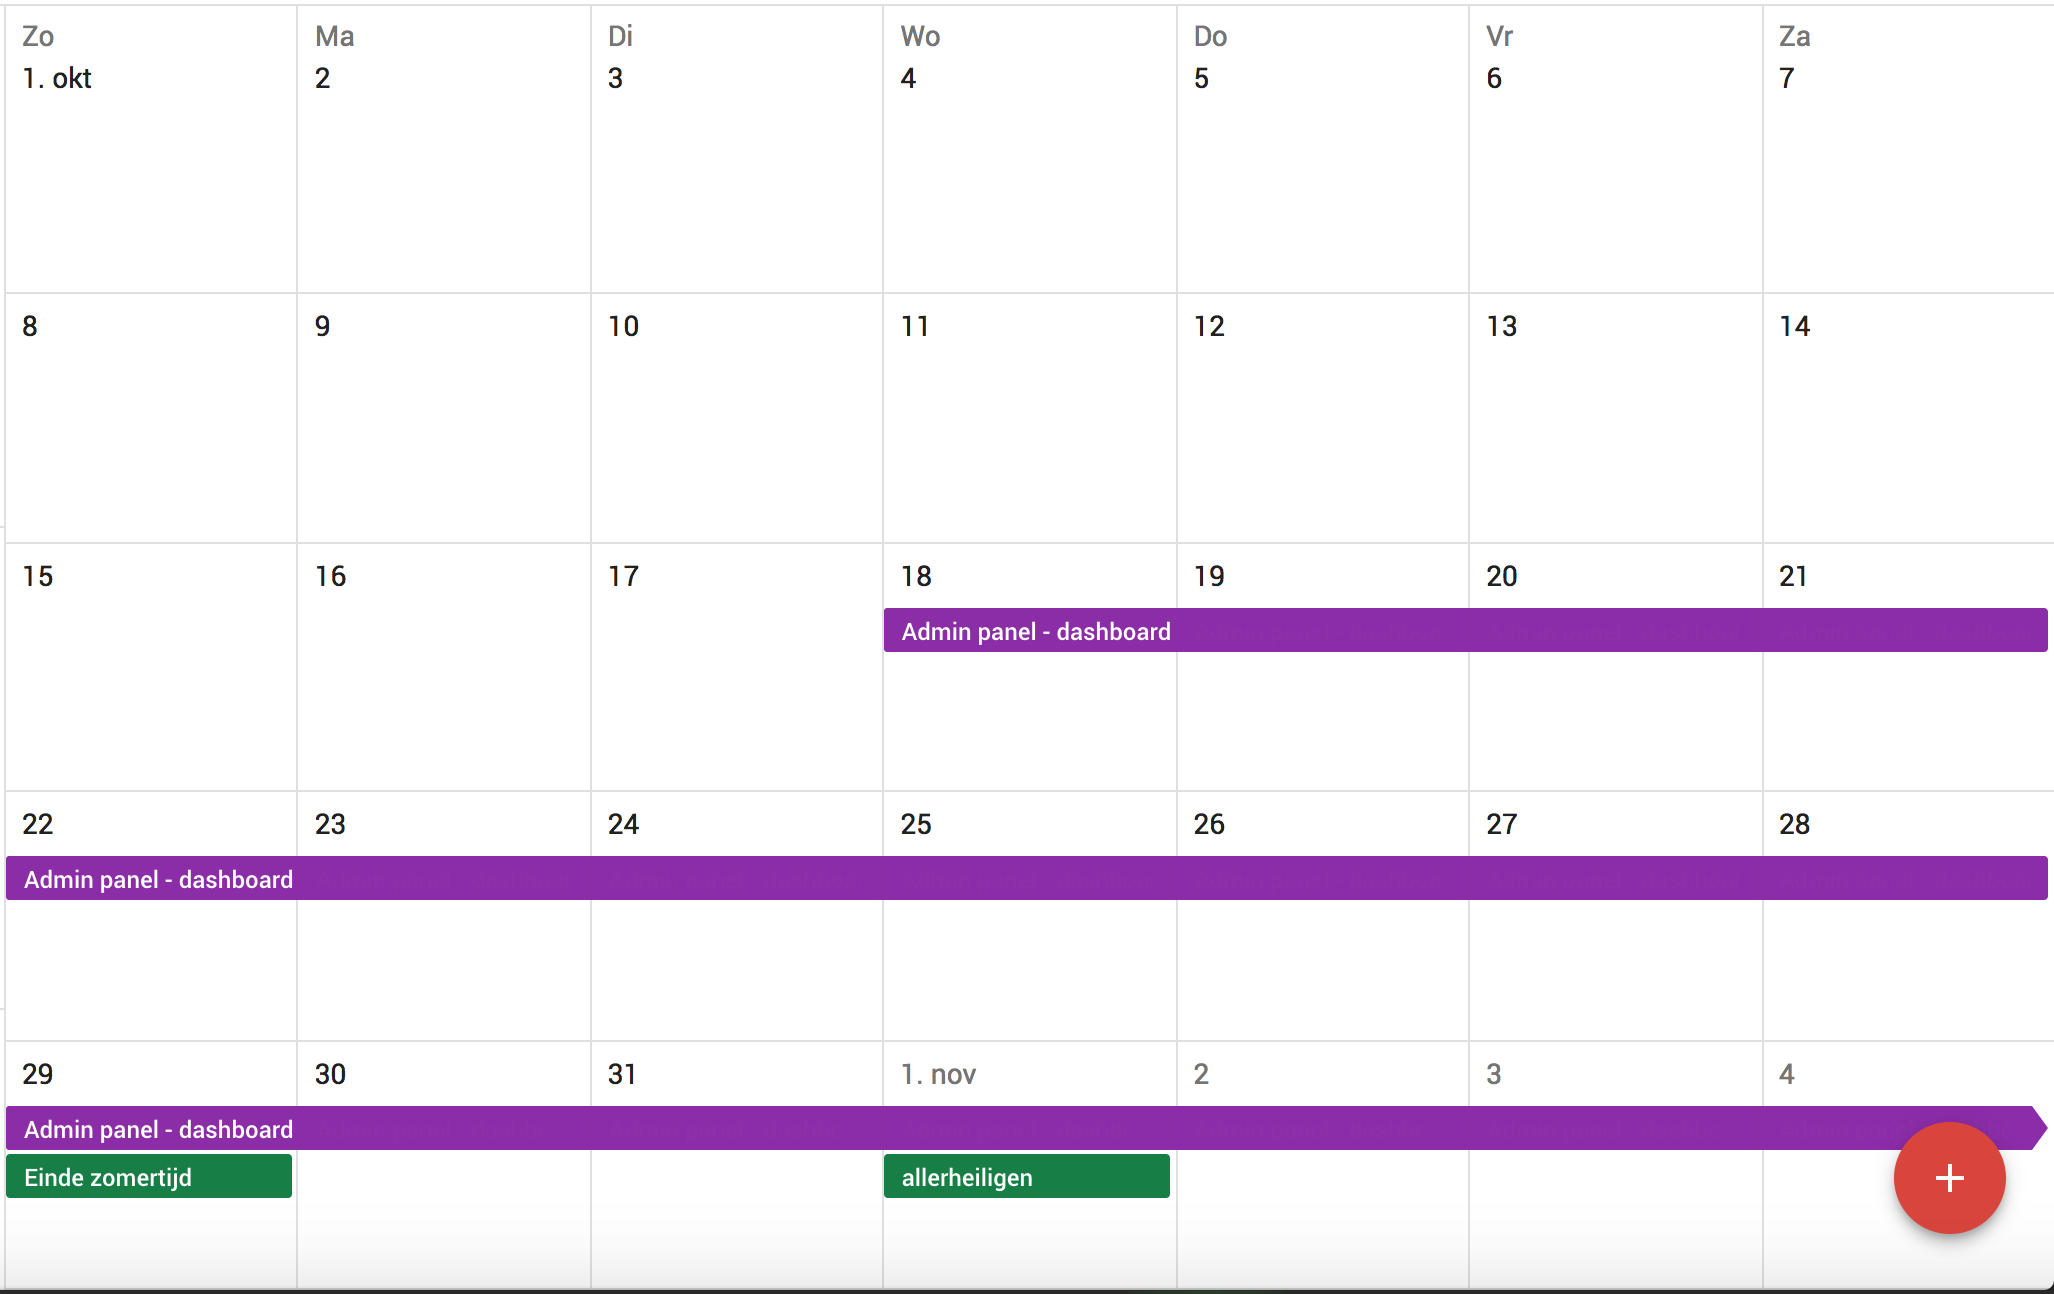 Zo Ma Di Wo Do Vr Za
1. okt 2 3 4 5 6 7
8 9 10 11 12 13 14
15 16 17 18 19 20 21
Admin panel - dashboard
22 23 24 25 26 27 28
Admin panel - dashboard
29 30 31 1. nov 2 3 4
Admin panel - dashboard
Einde zomertijd allerheiligen
+